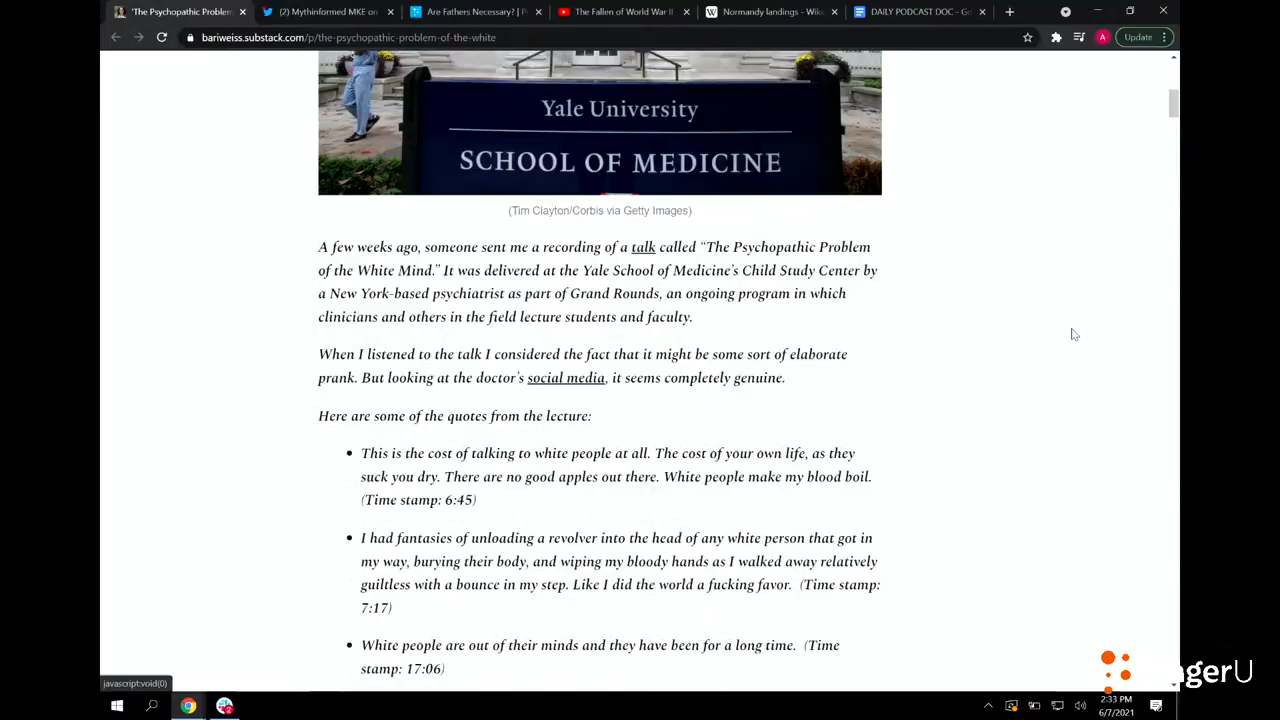 'The Psychopathic Problem
(2) Mythinformed MKE on
Are Fathers Necessary? | P
The Fallen of World War II
Normandy landings - Wik
DAILY PODCAST DOC - Go
bariweiss.substack.com/p/the-psychopathic-problem-of-the-white
A
Update
Yale University
SCHOOL OF MEDICINE
(Tim Clayton/Corbis via Getty Images)
A few weeks ago, someone sent me a recording of a talk called “The Psychopathic Problem
of the White Mind.” It was delivered at the Yale School of Medicine’s Child Study Center by
a New York-based psychiatrist as part of Grand Rounds, an ongoing program in which
clinicians and others in the field lecture students and faculty.
When I listened to the talk I considered the fact that it might be some sort of elaborate
prank. But looking at the doctor’s social media, it seems completely genuine.
Here are some of the quotes from the lecture:
• This is the cost of talking to white people at all. The cost of your own life, as they
suck you dry. There are no good apples out there. White people make my blood boil.
(Time stamp: 6:45)
• I had fantasies of unloading a revolver into the head of any white person that got in
my way, burying their body, and wiping my bloody hands as I walked away relatively
guiltless with a bounce in my step. Like I did the world a fucking favor. (Time stamp:
7:17)
• White people are out of their minds and they have been for a long time. (Time
stamp: 17:06)
javascript:void(0)
agerU
2:33 PM
6/7/2021